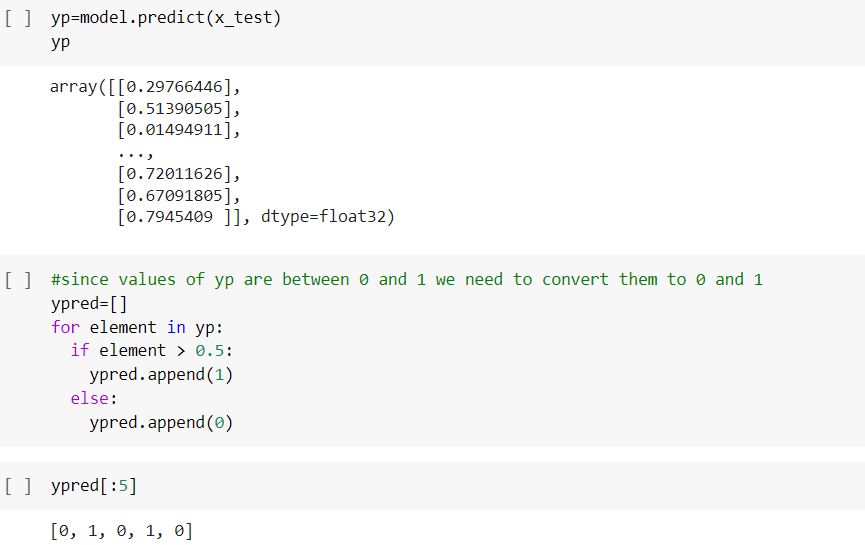 [ ] yp=model.predict(x_test)
yp
array([[0.29766446],
[0.51390505],
[0.01494911],
...,
[0.72011626],
[0.67091805],
[0.7945409 ]], dtype=float32)
[ ] #since values of yp are between 0 and 1 we need to convert them to 0 and 1
ypred=[]
for element in yp:
if element > 0.5:
ypred.append(1)
else:
ypred.append(0)
[ ] ypred[:5]
[0, 1, 0, 1, 0]